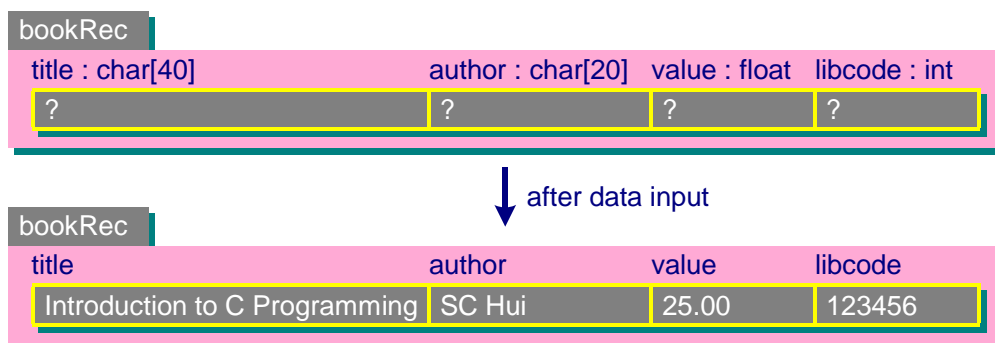 bookRec
title : char[40] author : char[20] value : float libcode : int
? ? ? ?
after data input
bookRec
title author value libcode
Introduction to C Programming SC Hui 25.00 123456